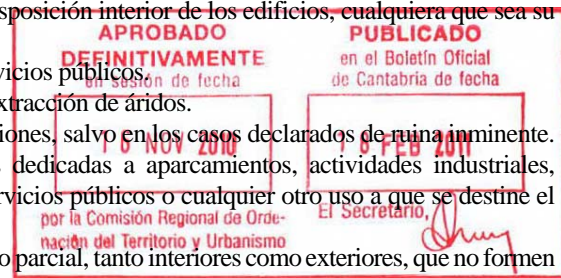 sposición interior de los edificios, cualquiera que sea su
vicios públicos.
xtracción de áridos.
iones, salvo en los casos declarados de ruina inminente.
s dedicadas a aparcamientos, actividades industriales,
rvicios públicos o cualquier otro uso a que se destine el
o parcial, tanto interiores como exteriores, que no formen
APROBADO
DEFINITIVAMENTE
en sesión de fecha
16 NOV 2010
por la Comisión Regional de Orde-
nación del Territorio y Urbanismo
PUBLICADO
en el Boletín Oficial
de Cantabria de fecha
16 FEB 2011
El Secretario,